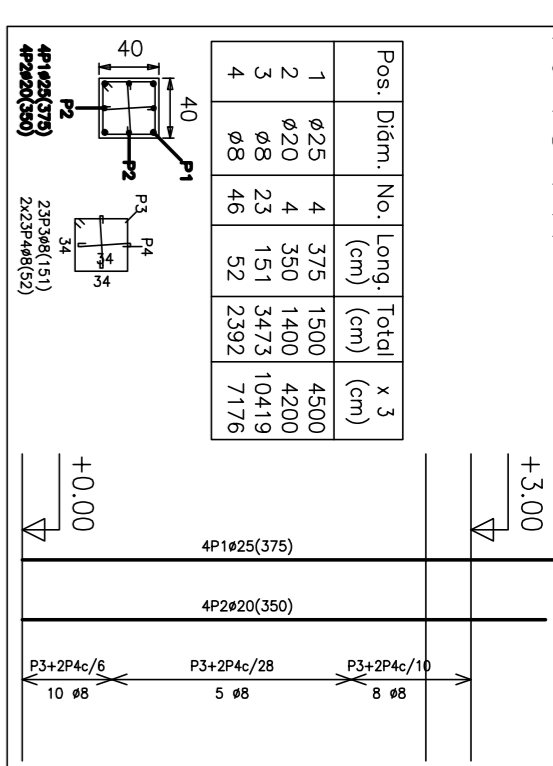 40
40
P1
P2
P2
4P1ø25(375)
4P2ø20(350)
P3
P4
34
34
34
23P3ø8(151)
2x23P4ø8(52)
Pos. Diám. No. Long. (cm) Total (cm) x 3 (cm)
1 ø25 4 375 1500 4500
2 ø20 4 350 1400 4200
3 ø8 23 151 3473 10419
4 ø8 46 52 2392 7176
+3.00
+0.00
4P1ø25(375)
4P2ø20(350)
P3+2P4c/6
10 ø8
P3+2P4c/28
5 ø8
P3+2P4c/10
8 ø8